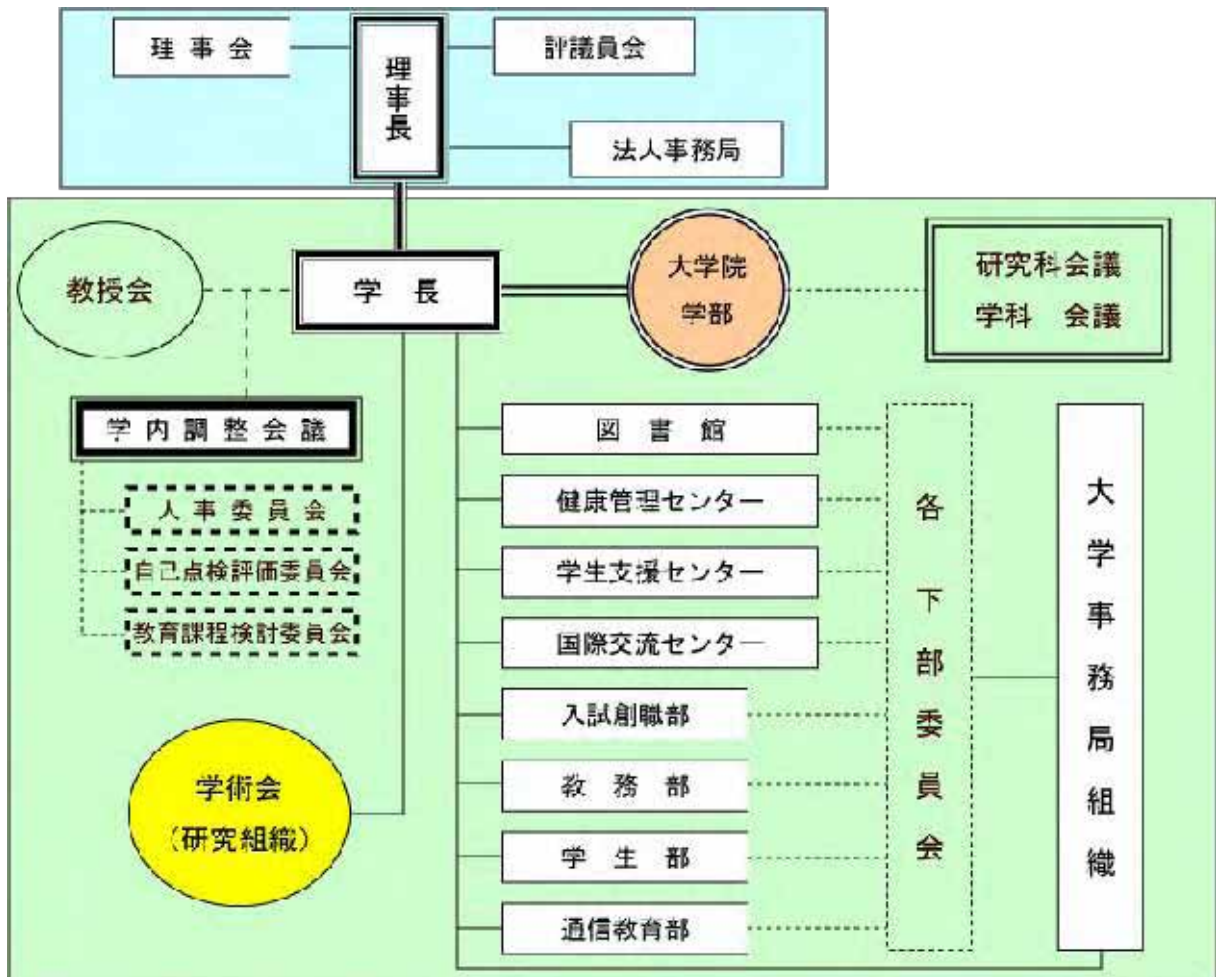 理事会
理事長
評議員会
法人事務局
教授会
学長
大学院
学部
研究科会議
学科 会議
学内調整会議
人事委員会
自己点検評価委員会
教育課程検討委員会
学術会
(研究組織)
図書館
健康管理センター
学生支援センター
国際交流センター
入試創職部
教務部
学生部
通信教育部
各下部委員会
大学事務局組織